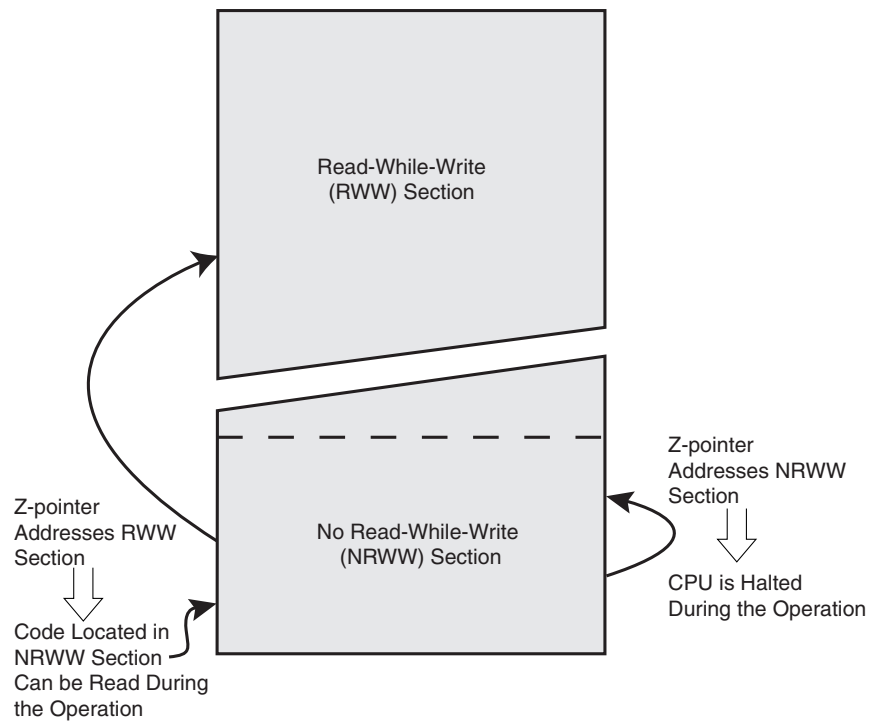 Read-While-Write
(RWW) Section
Z-pointer
Addresses NRWW
Section
Z-pointer
Addresses RWW
Section
No Read-While-Write
(NRWW) Section
CPU is Halted
During the Operation
Code Located in
NRWW Section
Can be Read During
the Operation